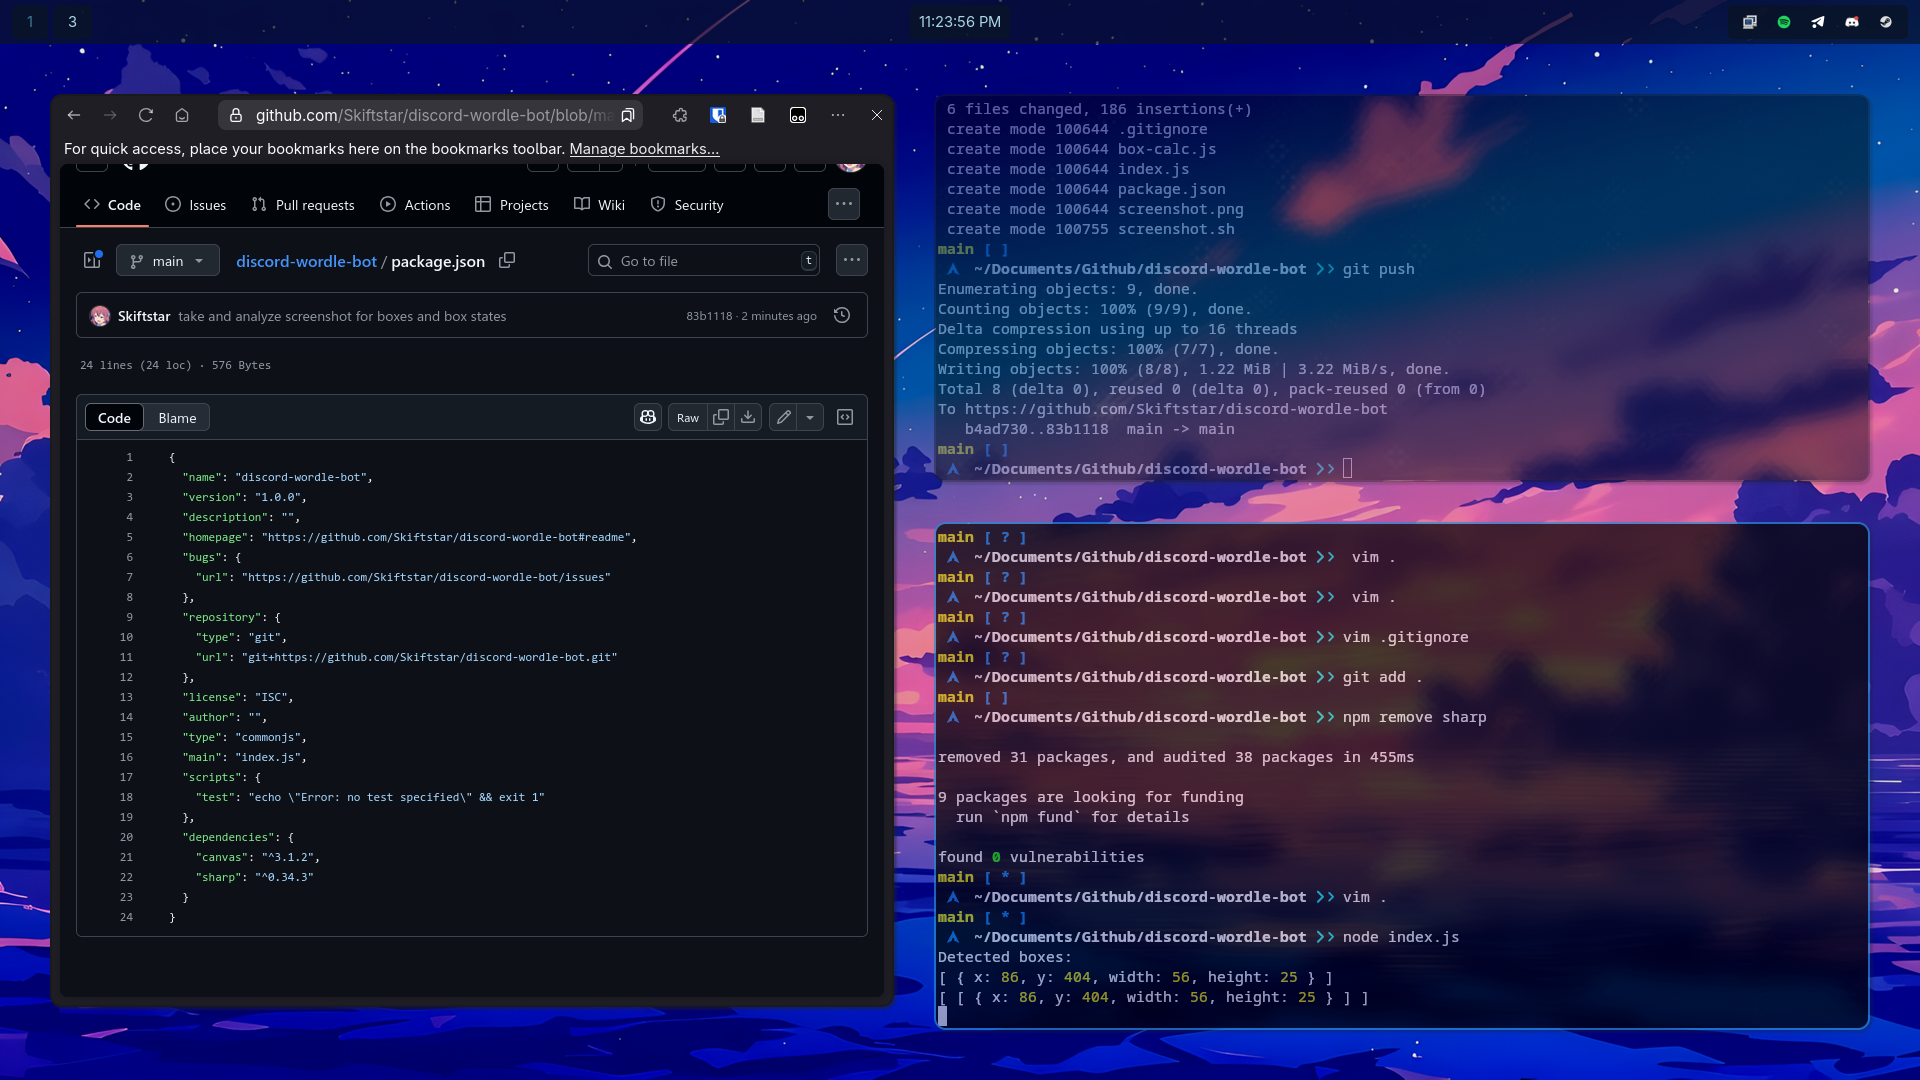 1 3
11:23:56 PM
github.com/Skiftstar/discord-wordle-bot/blob/ma
For quick access, place your bookmarks here on the bookmarks toolbar. Manage bookmarks...
Code Issues Pull requests Actions Projects Wiki Security
main discord-wordle-bot / package.json Go to file t
Skiftstar take and analyze screenshot for boxes and box states 83b1118 · 2 minutes ago
24 lines (24 loc) · 576 Bytes
Code Blame Raw
1 {
2 "name": "discord-wordle-bot",
3 "version": "1.0.0",
4 "description": "",
5 "homepage": "https://github.com/Skiftstar/discord-wordle-bot#readme",
6 "bugs": {
7 "url": "https://github.com/Skiftstar/discord-wordle-bot/issues"
8 },
9 "repository": {
10 "type": "git",
11 "url": "git+https://github.com/Skiftstar/discord-wordle-bot.git"
12 },
13 "license": "ISC",
14 "author": "",
15 "type": "commonjs",
16 "main": "index.js",
17 "scripts": {
18 "test": "echo \"Error: no test specified\" && exit 1"
19 },
20 "dependencies": {
21 "canvas": "^3.1.2",
22 "sharp": "^0.34.3"
23 }
24 }
6 files changed, 186 insertions(+)
create mode 100644 .gitignore
create mode 100644 box-calc.js
create mode 100644 index.js
create mode 100644 package.json
create mode 100644 screenshot.png
create mode 100755 screenshot.sh
main [ ]
~/Documents/Github/discord-wordle-bot >> git push
Enumerating objects: 9, done.
Counting objects: 100% (9/9), done.
Delta compression using up to 16 threads
Compressing objects: 100% (7/7), done.
Writing objects: 100% (8/8), 1.22 MiB | 3.22 MiB/s, done.
Total 8 (delta 0), reused 0 (delta 0), pack-reused 0 (from 0)
To https://github.com/Skiftstar/discord-wordle-bot
b4ad730..83b1118 main -> main
main [ ]
~/Documents/Github/discord-wordle-bot >>
main [ ? ]
~/Documents/Github/discord-wordle-bot >> vim .
main [ ? ]
~/Documents/Github/discord-wordle-bot >> vim .
main [ ? ]
~/Documents/Github/discord-wordle-bot >> vim .gitignore
main [ ? ]
~/Documents/Github/discord-wordle-bot >> git add .
main [ ]
~/Documents/Github/discord-wordle-bot >> npm remove sharp
removed 31 packages, and audited 38 packages in 455ms
9 packages are looking for funding
run `npm fund` for details
found 0 vulnerabilities
main [ * ]
~/Documents/Github/discord-wordle-bot >> vim .
main [ * ]
~/Documents/Github/discord-wordle-bot >> node index.js
Detected boxes:
[ { x: 86, y: 404, width: 56, height: 25 } ]
[ [ { x: 86, y: 404, width: 56, height: 25 } ] ]